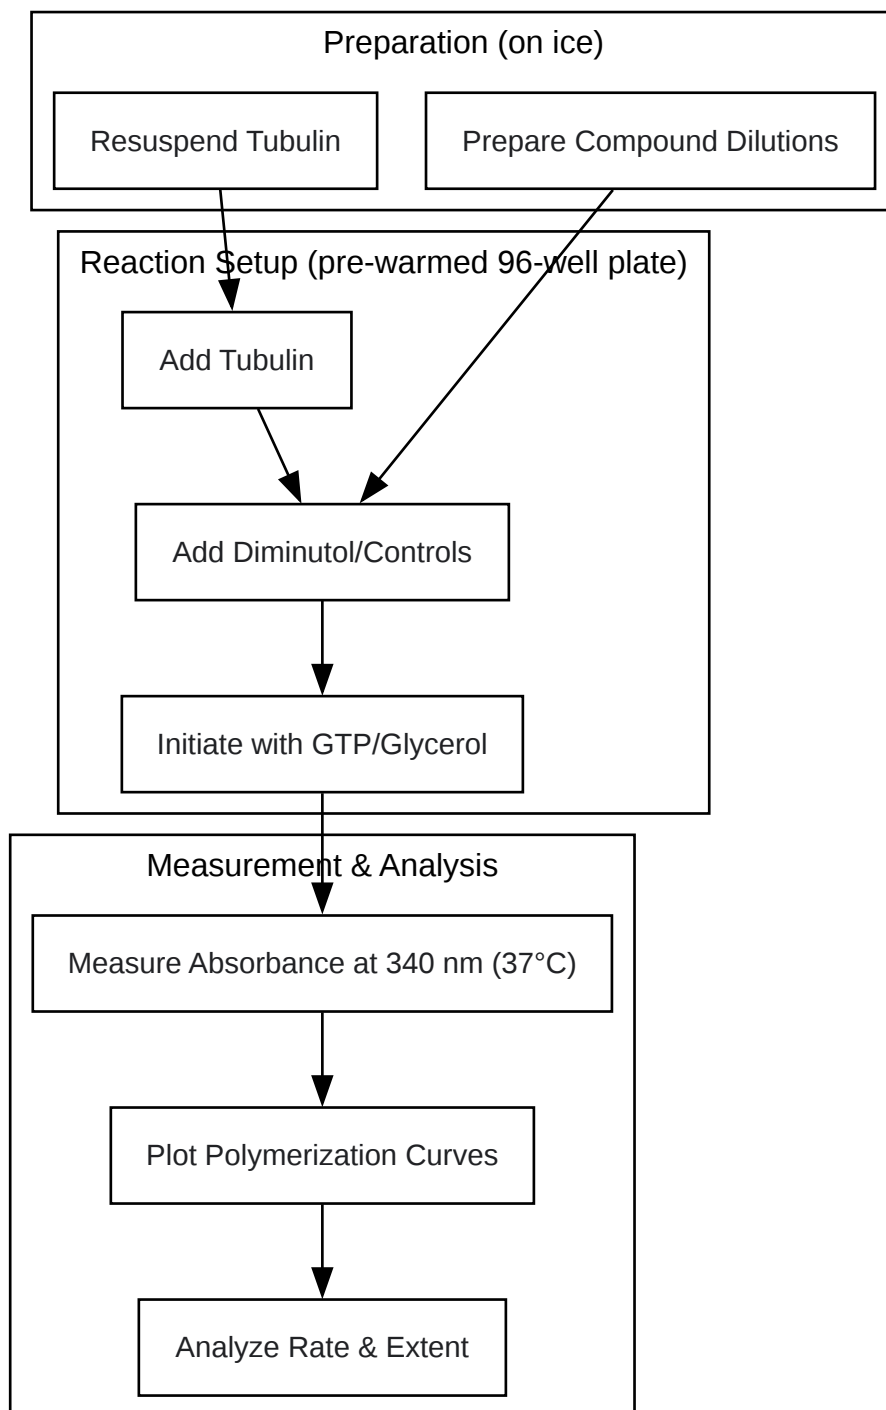 Preparation (on ice)
Resuspend Tubulin
Prepare Compound Dilutions
Reaction Setup (pre-warmed 96-well plate)
Add Tubulin
Add Diminutol/Controls
Initiate with GTP/Glycerol
Measurement & Analysis
Measure Absorbance at 340 nm (37°C)
Plot Polymerization Curves
Analyze Rate & Extent